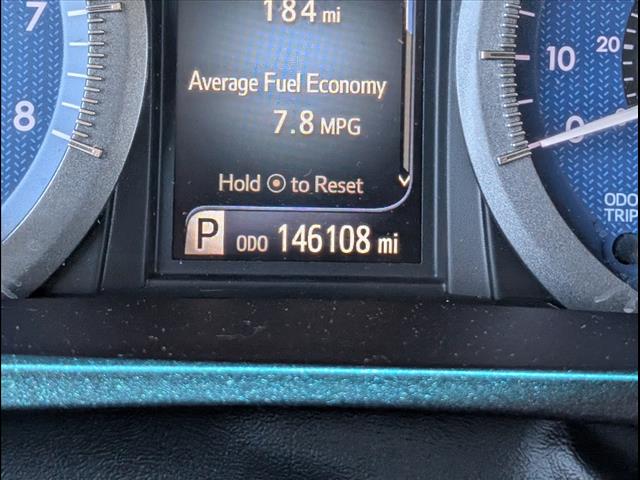 184 mi
Average Fuel Economy
7.8 MPG
Hold ⦿ to Reset
P ODO 146108 mi
7
8
10
20
0
ODO
TRIP